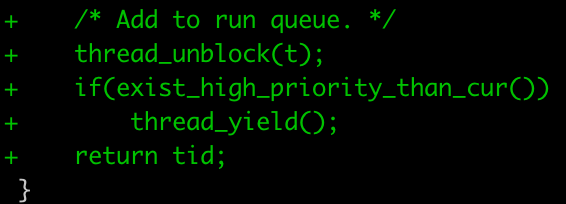 +    /* Add to run queue. */
+    thread_unblock(t);
+    if(exist_high_priority_than_cur())
+        thread_yield();
+    return tid;
 }